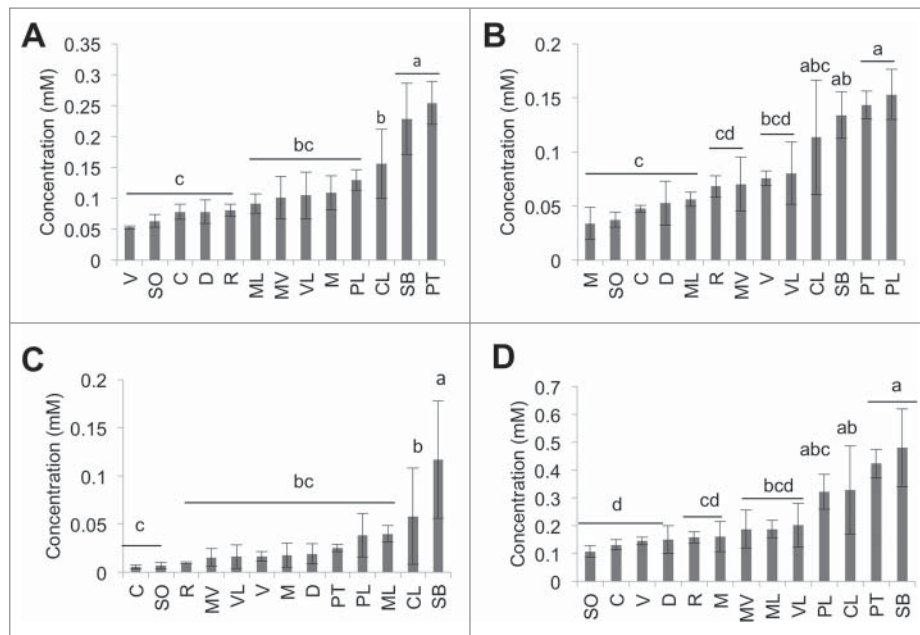 A
Concentration (mM)
0.35
0.3
0.25
0.2
0.15
0.1
0.05
0
c
bc
b
a
V SO C D R ML MV VL M PL CL SB PT
B
Concentration (mM)
0.2
0.15
0.1
0.05
0
c
cd
bcd
abc
ab
a
M SO C D ML R MV V VL CL SB PT PL
C
Concentration (mM)
0.2
0.15
0.1
0.05
0
c
bc
b
a
C SO R MV VL V M D PT PL ML CL SB
D
Concentration (mM)
0.7
0.6
0.5
0.4
0.3
0.2
0.1
0
d
cd
bcd
abc
ab
a
SO C V D R M MV ML VL PL CL PT SB